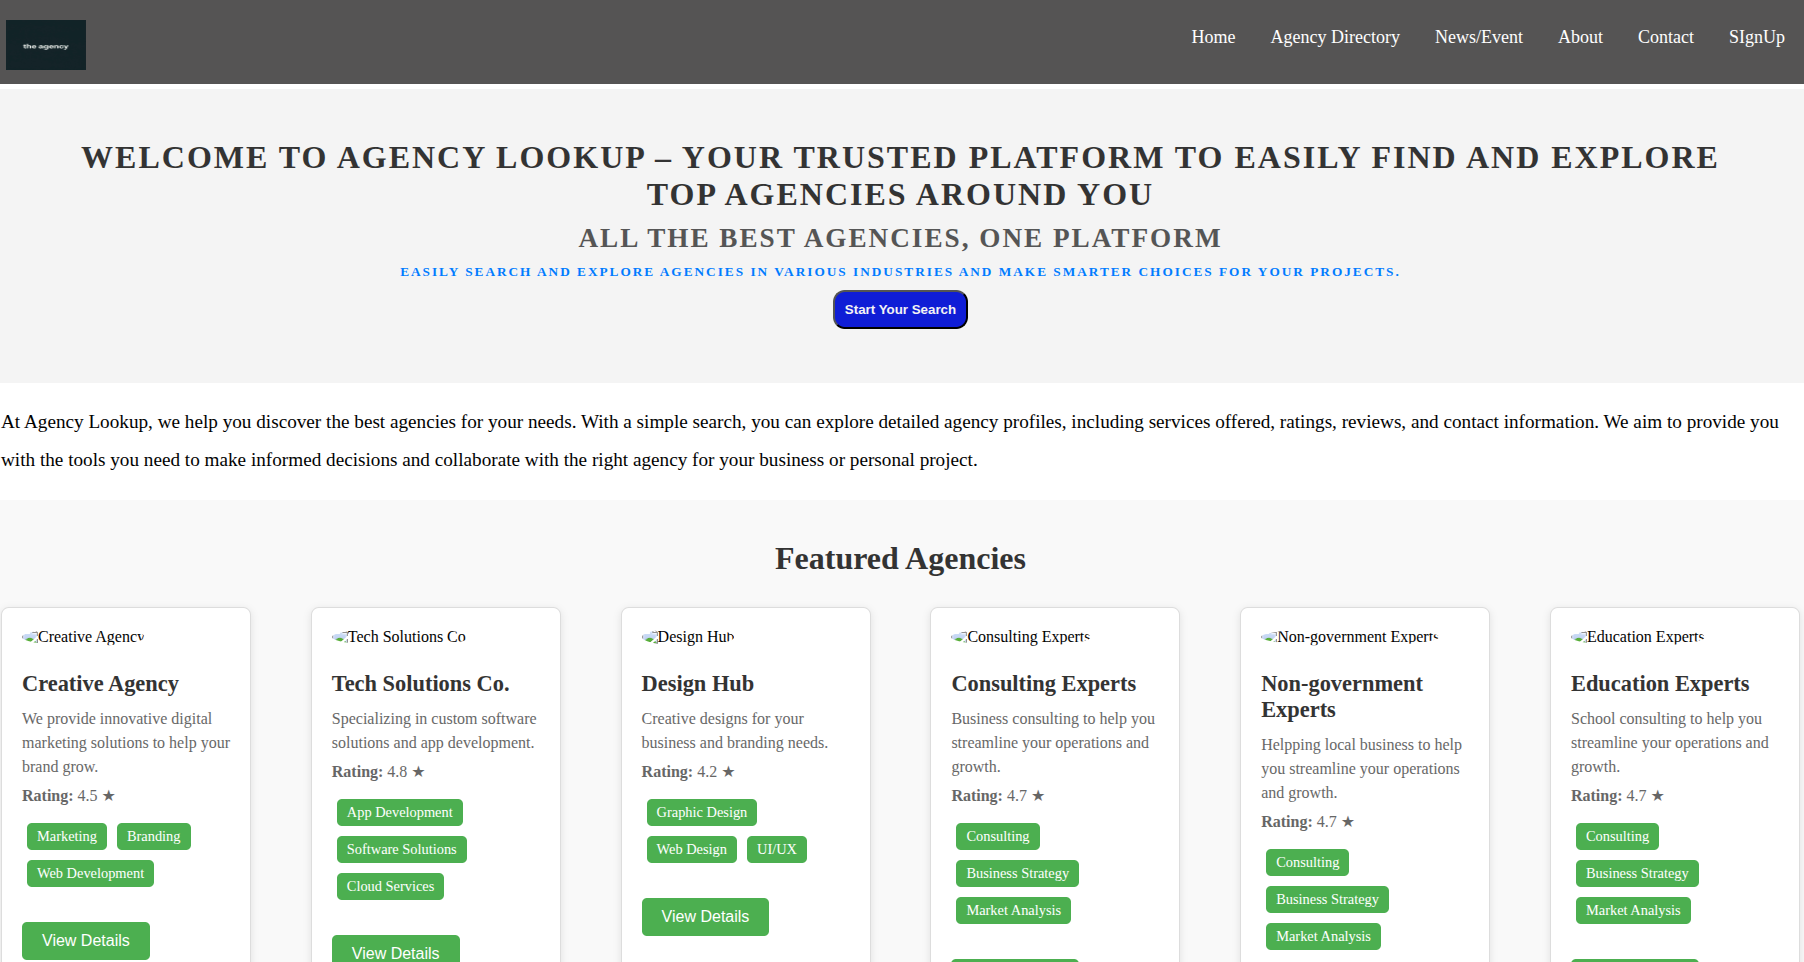 the agency
Home Agency Directory News/Event About Contact SIgnUp
WELCOME TO AGENCY LOOKUP – YOUR TRUSTED PLATFORM TO EASILY FIND AND EXPLORE
TOP AGENCIES AROUND YOU
ALL THE BEST AGENCIES, ONE PLATFORM
EASILY SEARCH AND EXPLORE AGENCIES IN VARIOUS INDUSTRIES AND MAKE SMARTER CHOICES FOR YOUR PROJECTS.
Start Your Search
At Agency Lookup, we help you discover the best agencies for your needs. With a simple search, you can explore detailed agency profiles, including services offered, ratings, reviews, and contact information. We aim to provide you
with the tools you need to make informed decisions and collaborate with the right agency for your business or personal project.
Featured Agencies
Creative Agency
Creative Agency
We provide innovative digital
marketing solutions to help your
brand grow.
Rating: 4.5 ★
Marketing Branding
Web Development
View Details
Tech Solutions Co
Tech Solutions Co.
Specializing in custom software
solutions and app development.
Rating: 4.8 ★
App Development
Software Solutions
Cloud Services
View Details
Design Hub
Design Hub
Creative designs for your
business and branding needs.
Rating: 4.2 ★
Graphic Design
Web Design UI/UX
View Details
Consulting Experts
Consulting Experts
Business consulting to help you
streamline your operations and
growth.
Rating: 4.7 ★
Consulting
Business Strategy
Market Analysis
Non-government Experts
Non-government
Experts
Helpping local business to help
you streamline your operations
and growth.
Rating: 4.7 ★
Consulting
Business Strategy
Market Analysis
Education Experts
Education Experts
School consulting to help you
streamline your operations and
growth.
Rating: 4.7 ★
Consulting
Business Strategy
Market Analysis